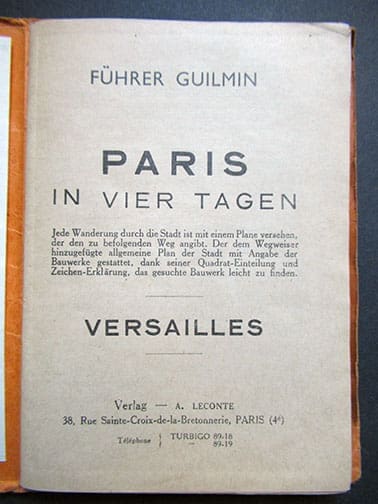 FÜHRER GUILMIN
PARIS
IN VIER TAGEN
Jede Wanderung durch die Stadt ist mit einem Plane versehen,
der den zu befolgenden Weg angibt. Der dem Wegweiser
hinzugefügte allgemeine Plan der Stadt mit Angabe der
Bauwerke gestattet, dank seiner Quadrat-Einteilung und
Zeichen-Erklärung, das gesuchte Bauwerk leicht zu finden.
VERSAILLES
Verlag — A. LECONTE
38, Rue Sainte-Croix-de-la-Bretonnerie, PARIS (4ᵉ)
Téléphone } TURBIGO 89-18
— 89-19